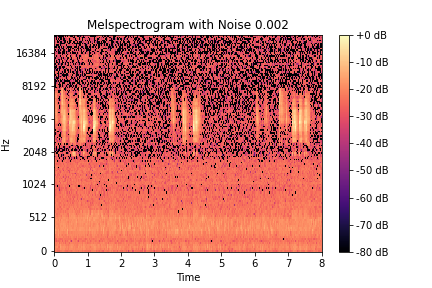 Melspectrogram with Noise 0.002
Hz
16384
8192
4096
2048
1024
512
0
0 1 2 3 4 5 6 7 8
Time
+0 dB
-10 dB
-20 dB
-30 dB
-40 dB
-50 dB
-60 dB
-70 dB
-80 dB